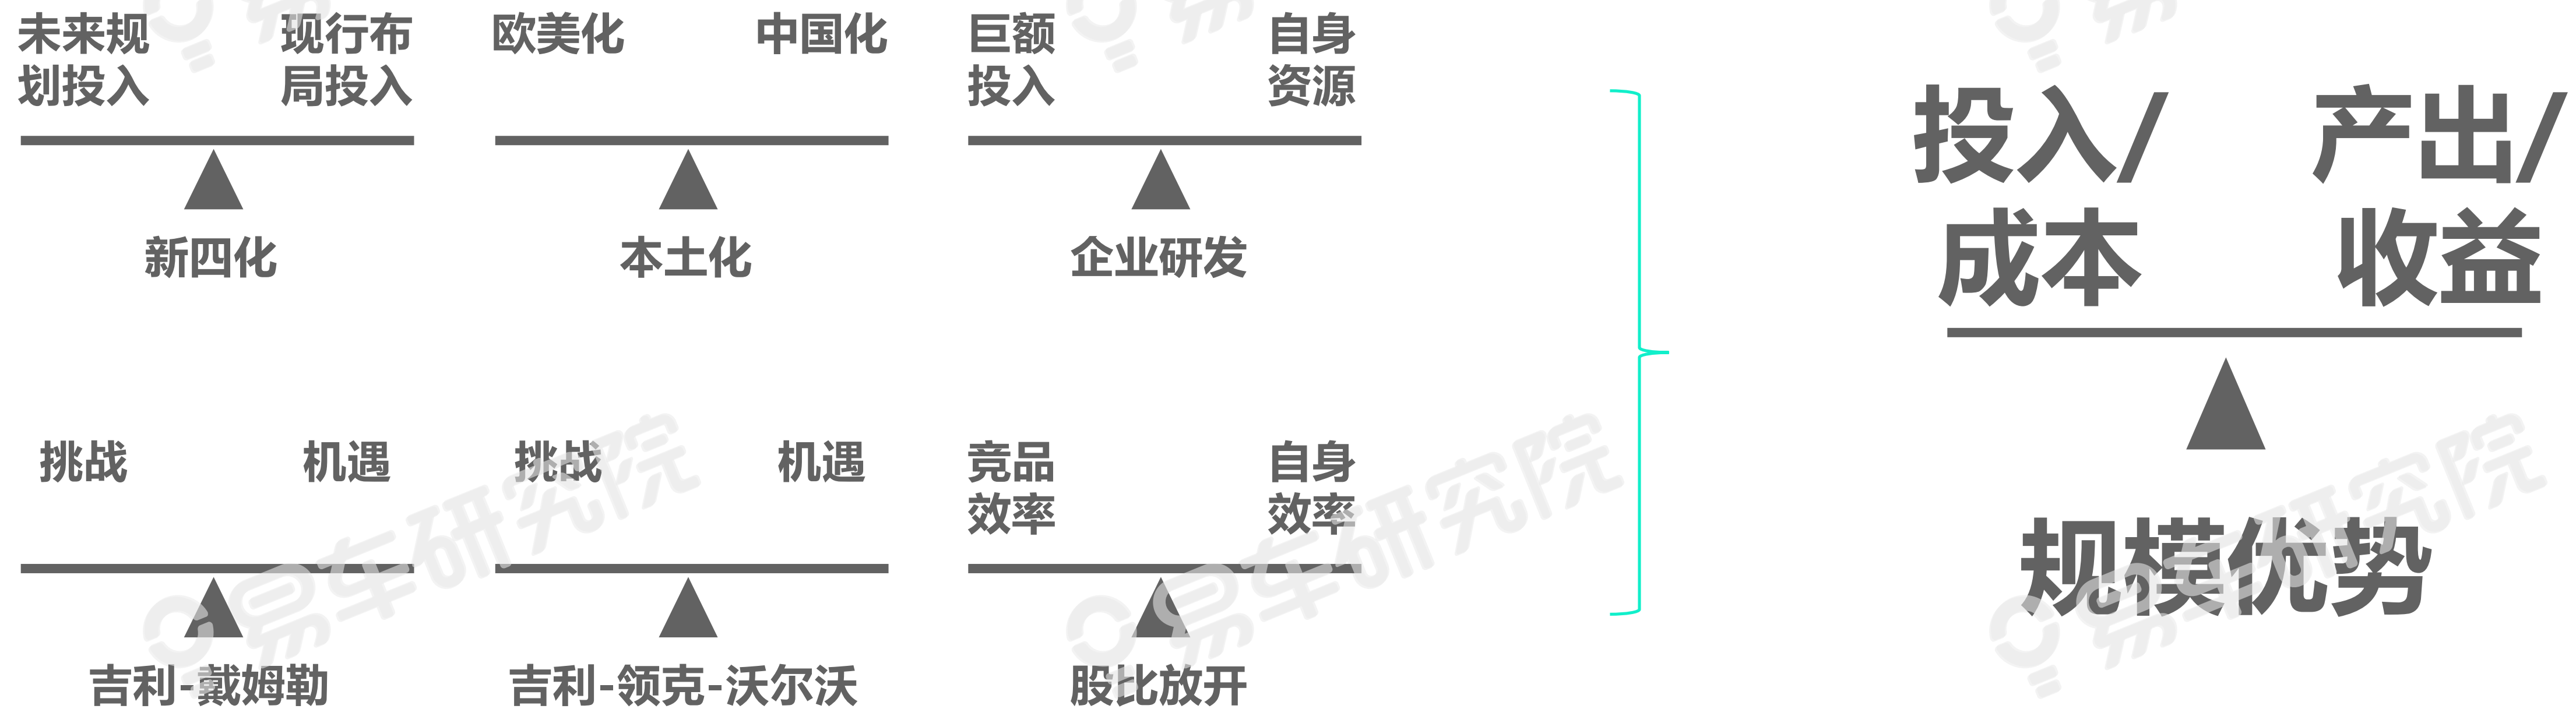 未来规
划投入
现行布
局投入
新四化
欧美化
中国化
本土化
巨额
投入
自身
资源
企业研发
挑战
机遇
吉利-戴姆勒
挑战
机遇
吉利-领克-沃尔沃
竞品
效率
自身
效率
股比放开
投入/
成本
产出/
收益
规模优势
易车研究院
易车研究院
易车研究院